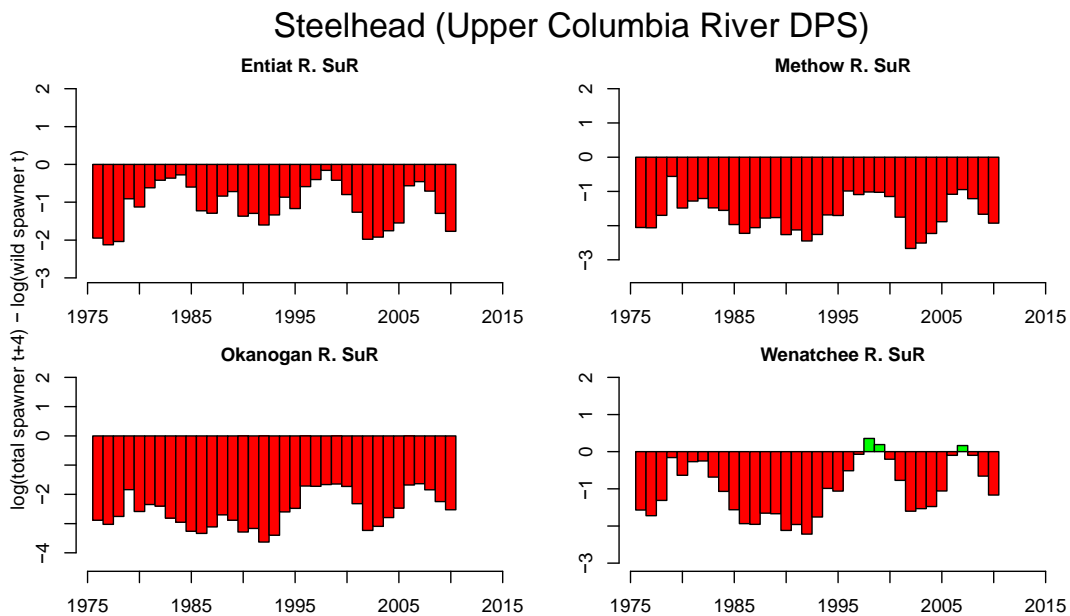 Steelhead (Upper Columbia River DPS)
log(total spawner t+4) − log(wild spawner t)
Entiat R. SuR
2
1
0
−1
−2
−3
1975 1985 1995 2005 2015
Methow R. SuR
2
1
0
−1
−3
1975 1985 1995 2005 2015
Okanogan R. SuR
2
1
0
−2
−4
1975 1985 1995 2005 2015
Wenatchee R. SuR
2
1
0
−1
−3
1975 1985 1995 2005 2015